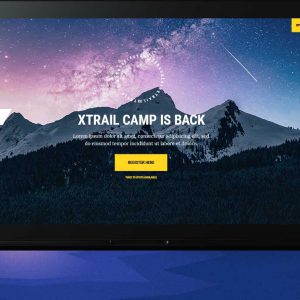 XTRAIL CAMP IS BACK
Lorem ipsum dolor sit amet, consectetur adipiscing elit, sed
do eiusmod tempor incididunt ut labore et dolore.
REGISTER HERE